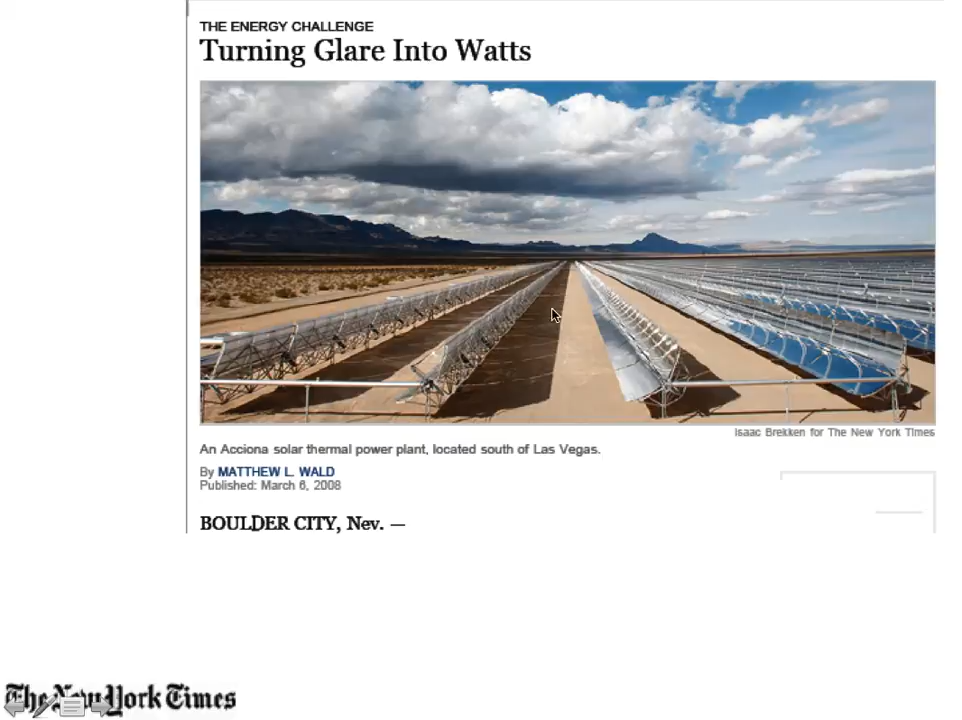 THE ENERGY CHALLENGE
Turning Glare Into Watts
Isaac Brekken for The New York Times
An Acciona solar thermal power plant, located south of Las Vegas.
By MATTHEW L. WALD
Published: March 6, 2008
BOULDER CITY, Nev. —
The New York Times